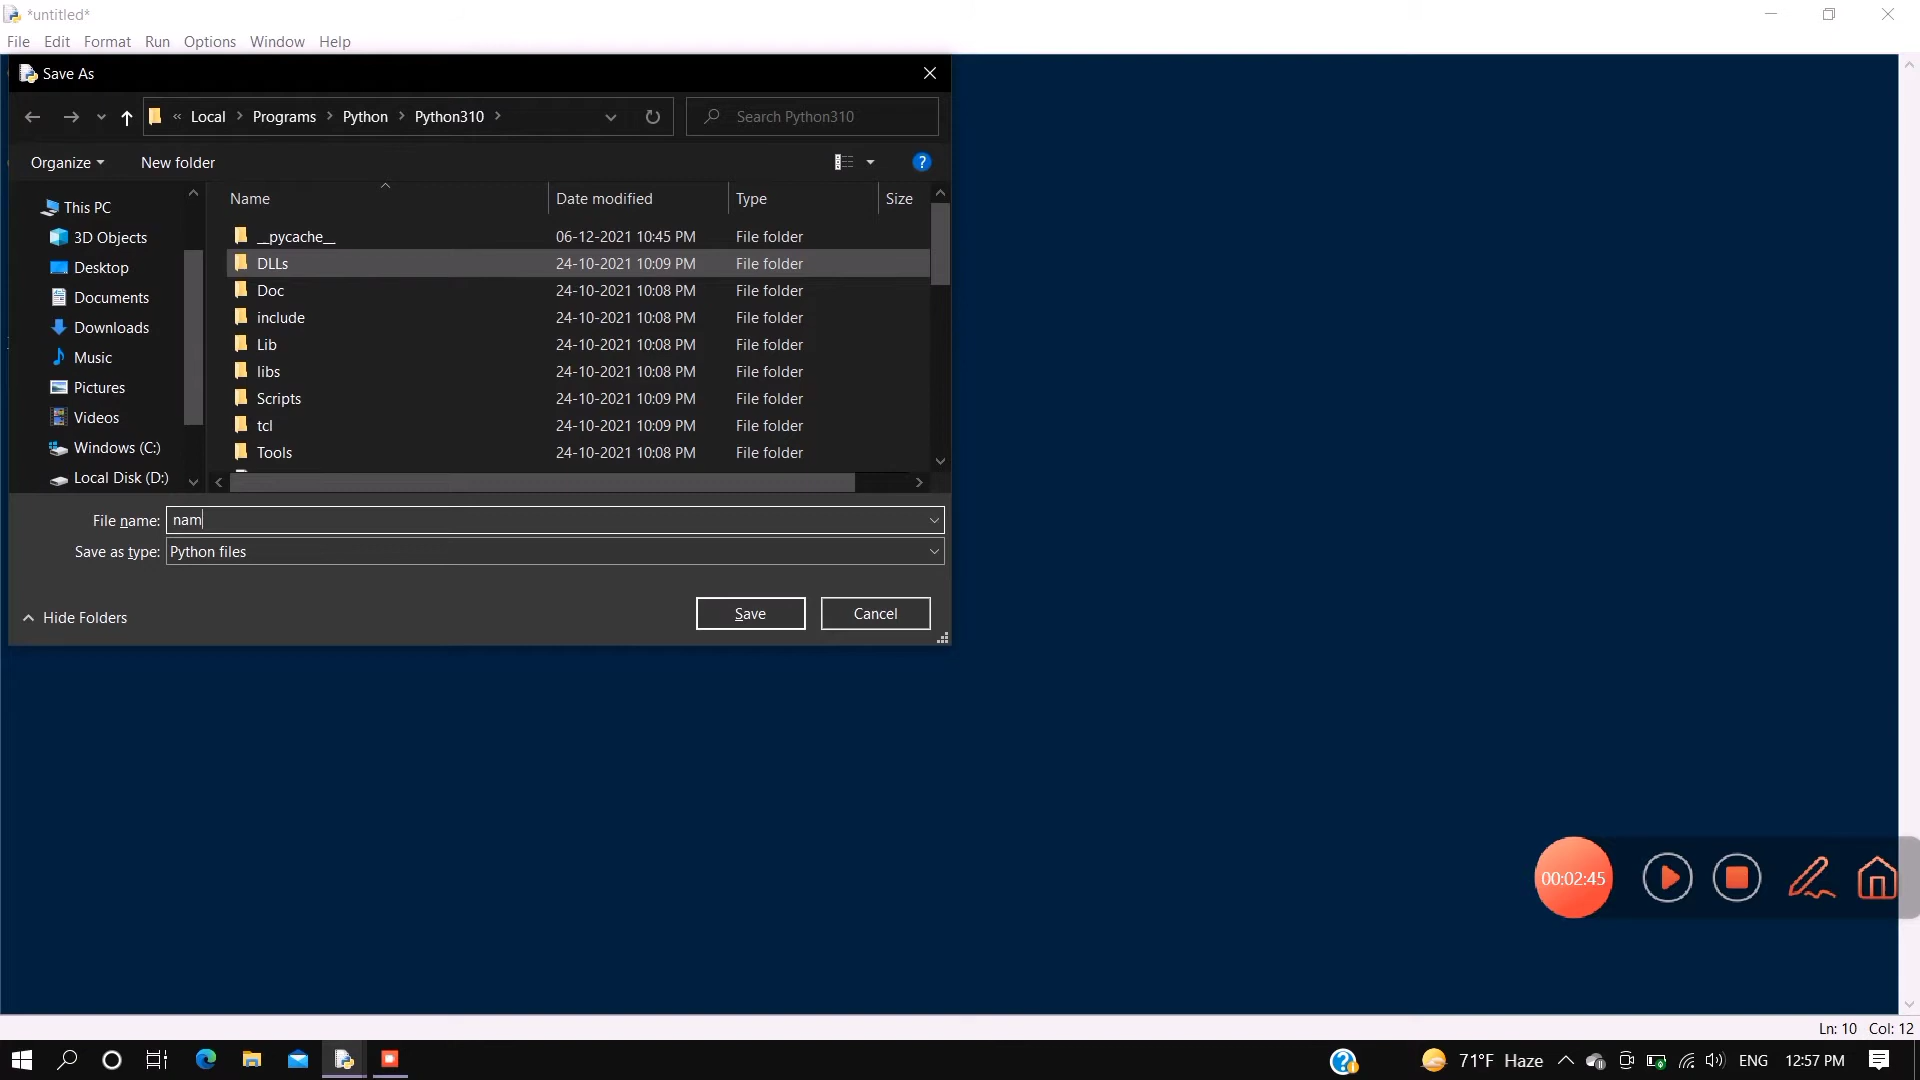 *untitled*
File Edit Format Run Options Window Help
Save As
« Local > Programs > Python > Python310 >
Search Python310
Organize New folder
?
Name Date modified Type Size
This PC
3D Objects
Desktop
Documents
Downloads
Music
Pictures
Videos
Windows (C:)
Local Disk (D:)
__pycache__ 06-12-2021 10:45 PM File folder
DLLs 24-10-2021 10:09 PM File folder
Doc 24-10-2021 10:08 PM File folder
include 24-10-2021 10:08 PM File folder
Lib 24-10-2021 10:08 PM File folder
libs 24-10-2021 10:08 PM File folder
Scripts 24-10-2021 10:09 PM File folder
tcl 24-10-2021 10:09 PM File folder
Tools 24-10-2021 10:08 PM File folder
File name: nam
Save as type: Python files
Hide Folders
Save Cancel
00:02:45
Ln: 10 Col: 12
71°F Haze ENG 12:57 PM